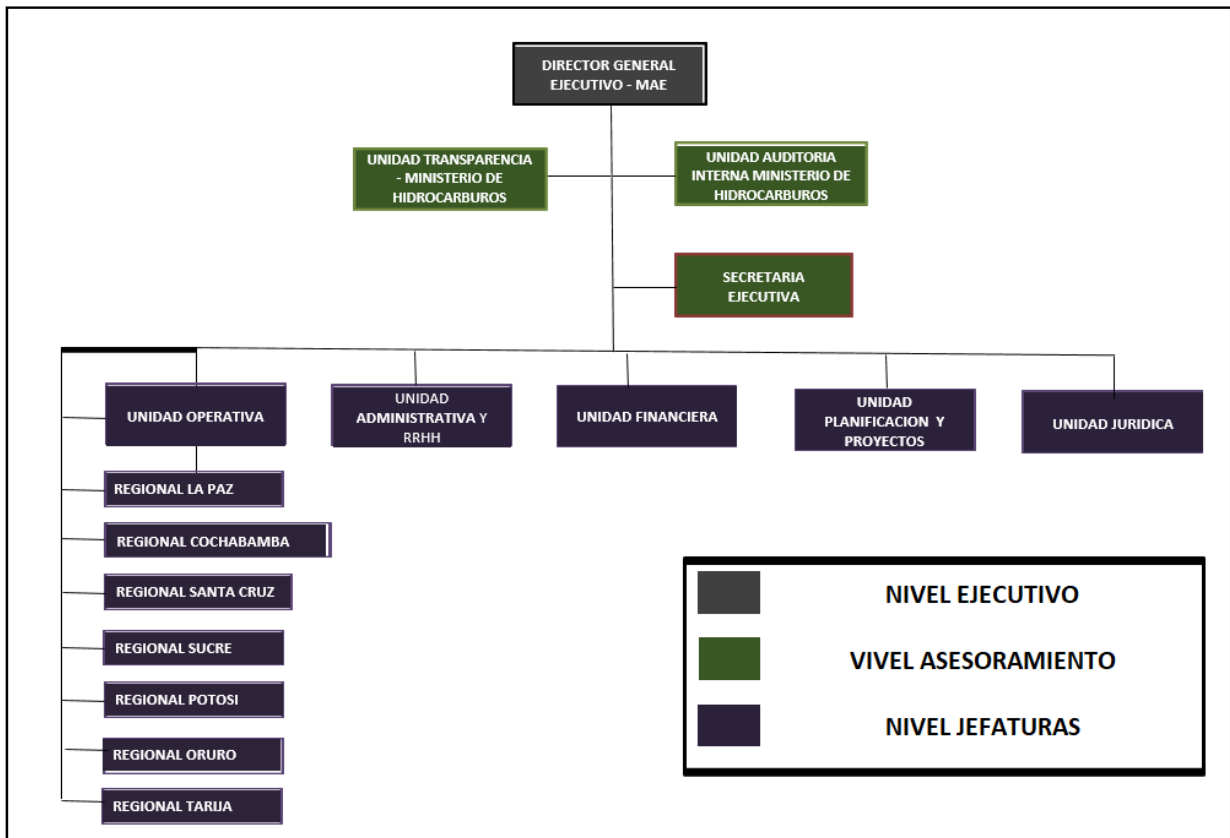 DIRECTOR GENERAL
EJECUTIVO - MAE
UNIDAD TRANSPARENCIA
- MINISTERIO DE
HIDROCARBUROS
UNIDAD AUDITORIA
INTERNA MINISTERIO DE
HIDROCARBUROS
SECRETARIA
EJECUTIVA
UNIDAD OPERATIVA
UNIDAD
ADMINISTRATIVA Y
RRHH
UNIDAD FINANCIERA
UNIDAD
PLANIFICACION Y
PROYECTOS
UNIDAD JURIDICA
REGIONAL LA PAZ
REGIONAL COCHABAMBA
REGIONAL SANTA CRUZ
REGIONAL SUCRE
REGIONAL POTOSI
REGIONAL ORURO
REGIONAL TARIJA
NIVEL EJECUTIVO
VIVEL ASESORAMIENTO
NIVEL JEFATURAS